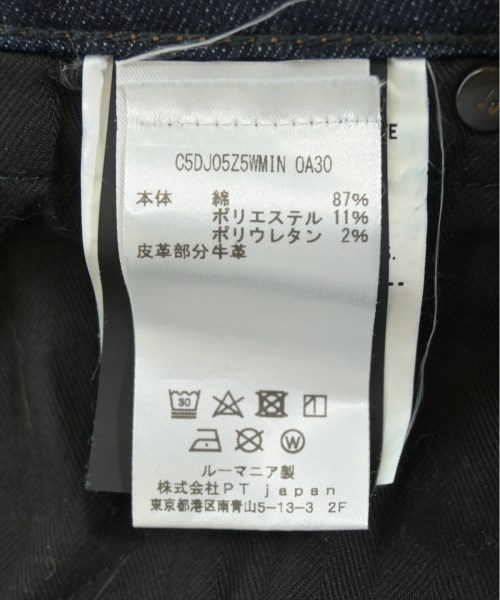 C5DJ05Z5WMIN OA30
本体 綿 87%
ポリエステル 11%
ポリウレタン 2%
皮革部分牛革
30
W
ルーマニア製
株式会社PT japan
東京都港区南青山5-13-3 2F
E
S.
--